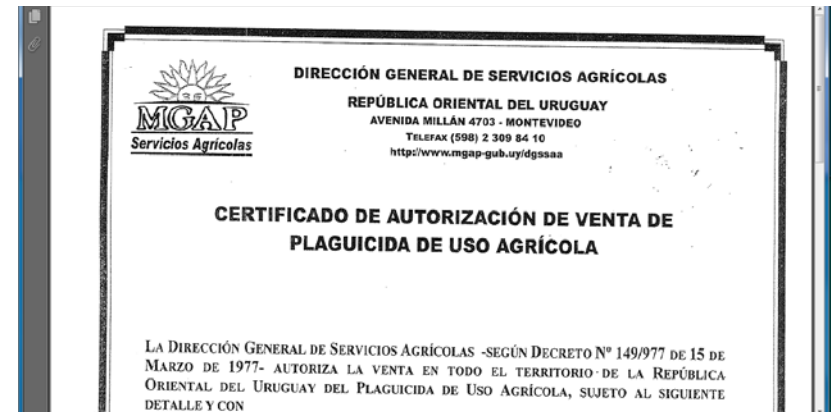 DIRECCIÓN GENERAL DE SERVICIOS AGRÍCOLAS
REPÚBLICA ORIENTAL DEL URUGUAY
AVENIDA MILLÁN 4703 - MONTEVIDEO
TELEFAX (598) 2 309 84 10
http://www.mgap-gub.uy/dgssaa
MGAP
Servicios Agrícolas
CERTIFICADO DE AUTORIZACIÓN DE VENTA DE
PLAGUICIDA DE USO AGRÍCOLA
LA DIRECCIÓN GENERAL DE SERVICIOS AGRÍCOLAS -SEGÚN DECRETO Nº 149/977 DE 15 DE
MARZO DE 1977- AUTORIZA LA VENTA EN TODO EL TERRITORIO DE LA REPÚBLICA
ORIENTAL DEL URUGUAY DEL PLAGUICIDA DE USO AGRÍCOLA, SUJETO AL SIGUIENTE
DETALLE Y CON